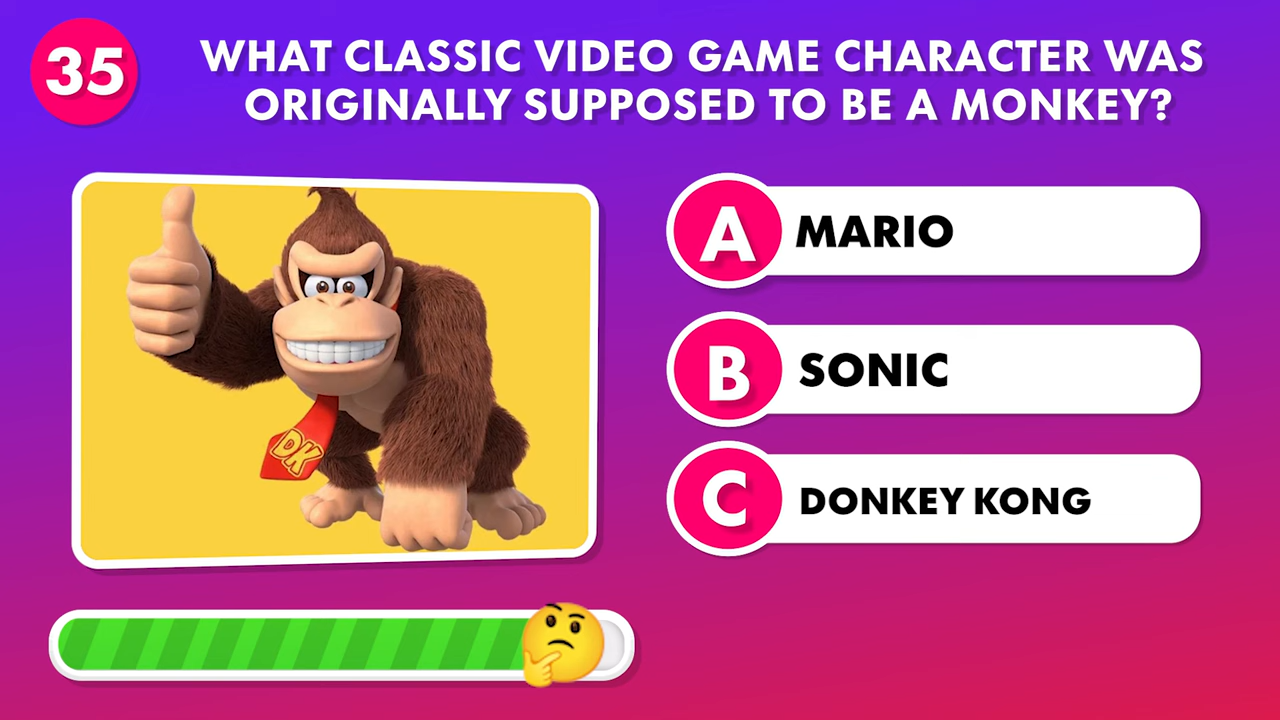 35
WHAT CLASSIC VIDEO GAME CHARACTER WAS
ORIGINALLY SUPPOSED TO BE A MONKEY?
DK
A MARIO
B SONIC
C DONKEY KONG